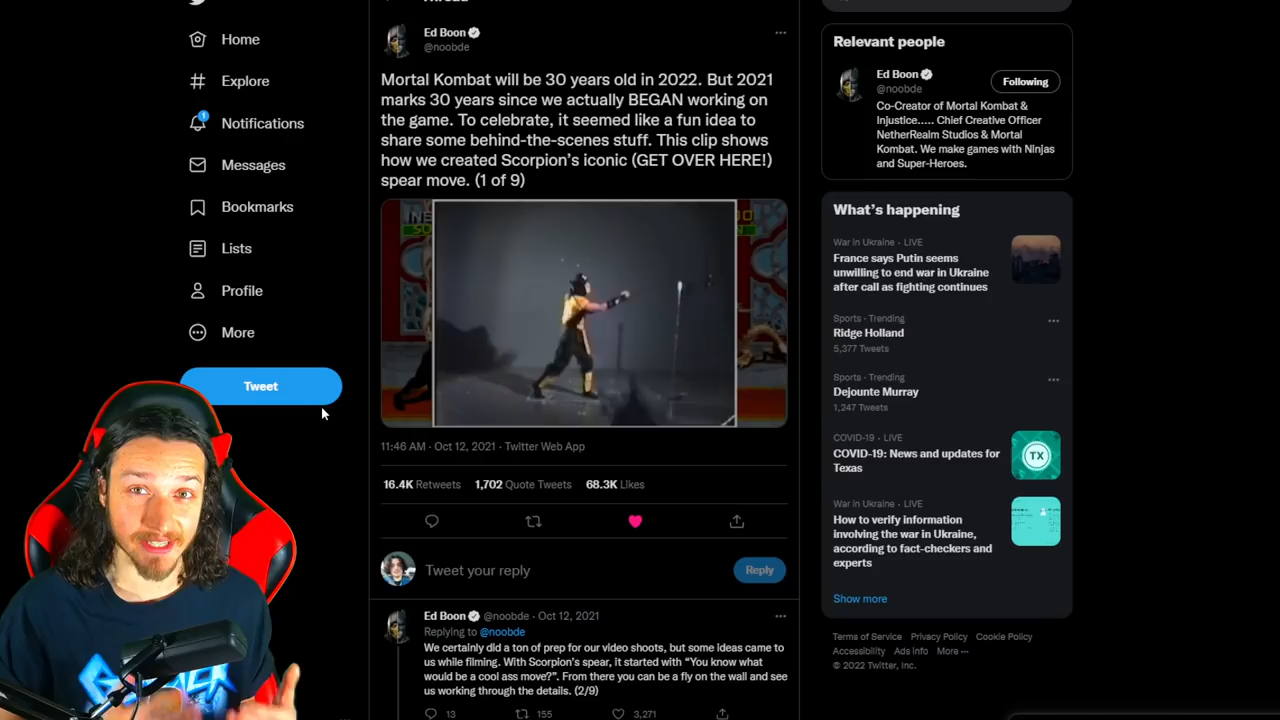 Home
Explore
1
Notifications
Messages
Bookmarks
Lists
Profile
More
Tweet
Ed Boon
@noobde
Mortal Kombat will be 30 years old in 2022. But 2021
marks 30 years since we actually BEGAN working on
the game. To celebrate, it seemed like a fun idea to
share some behind-the-scenes stuff. This clip shows
how we created Scorpion's iconic (GET OVER HERE!)
spear move. (1 of 9)
11:46 AM · Oct 12, 2021 · Twitter Web App
16.4K Retweets 1,702 Quote Tweets 68.3K Likes
Tweet your reply
Reply
Ed Boon @noobde · Oct 12, 2021
Replying to @noobde
We certainly did a ton of prep for our video shoots, but some ideas came to
us while filming. With Scorpion's spear, it started with “You know what
would be a cool ass move?”. From there you can be a fly on the wall and see
us working through the details. (2/9)
13 155 3,271
Relevant people
Ed Boon
@noobde
Following
Co-Creator of Mortal Kombat &
Injustice..... Chief Creative Officer
NetherRealm Studios & Mortal
Kombat. We make games with Ninjas
and Super-Heroes.
What's happening
War in Ukraine · LIVE
France says Putin seems
unwilling to end war in Ukraine
after call as fighting continues
Sports · Trending
Ridge Holland
5,377 Tweets
Sports · Trending
Dejounte Murray
1,247 Tweets
COVID-19 · LIVE
COVID-19: News and updates for
Texas
TX
War in Ukraine · LIVE
How to verify information
involving the war in Ukraine,
according to fact-checkers and
experts
Show more
Terms of Service Privacy Policy Cookie Policy
Accessibility Ads info More ···
© 2022 Twitter, Inc.